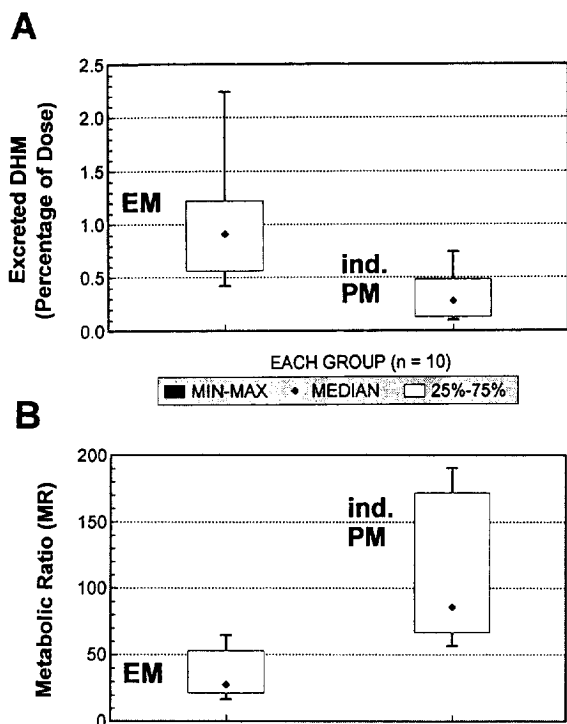 A
Excreted DHM
(Percentage of Dose)
2.5
2.0
1.5
1.0
0.5
0.0
EM
ind.
PM
EACH GROUP (n = 10)
MIN-MAX MEDIAN 25%-75%
B
Metabolic Ratio (MR)
200
150
100
50
0
ind.
PM
EM